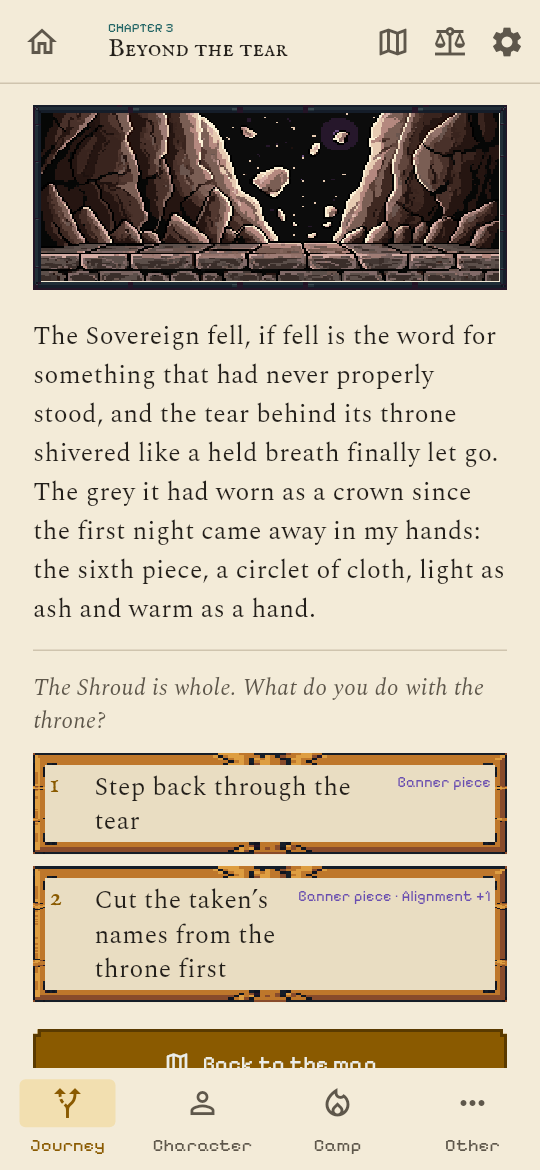 CHAPTER 3
Beyond the tear
The Sovereign fell, if fell is the word for
something that had never properly
stood, and the tear behind its throne
shivered like a held breath finally let go.
The grey it had worn as a crown since
the first night came away in my hands:
the sixth piece, a circlet of cloth, light as
ash and warm as a hand.
The Shroud is whole. What do you do with the
throne?
1 Step back through the Banner piece
tear
2 Cut the taken’s Banner piece · Alignment +1
names from the
throne first
Back to the map
Journey Character Camp Other